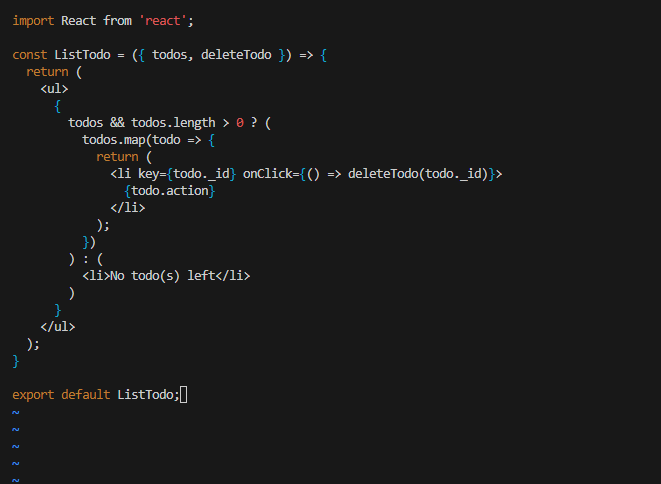 import React from 'react';

const ListTodo = ({ todos, deleteTodo }) => {
  return (
    <ul>
      {
        todos && todos.length > 0 ? (
          todos.map(todo => {
            return (
              <li key={todo._id} onClick={() => deleteTodo(todo._id)}>
                {todo.action}
              </li>
            );
          })
        ) : (
          <li>No todo(s) left</li>
        )
      }
    </ul>
  );
}

export default ListTodo;
~
~
~
~
~